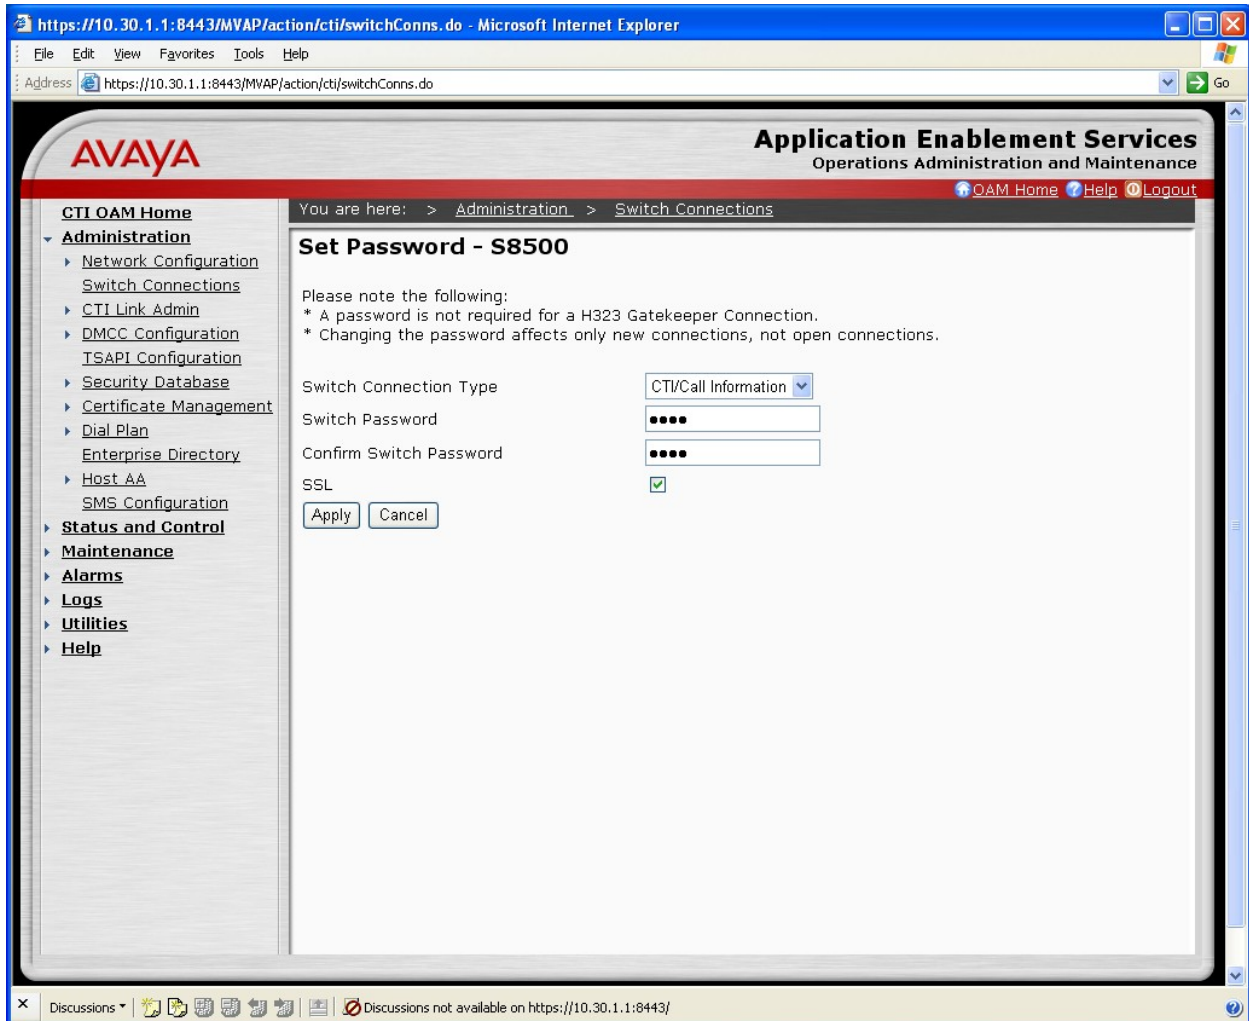 https://10.30.1.1:8443/MVAP/action/cti/switchConns.do - Microsoft Internet Explorer
File Edit View Favorites Tools Help
Address https://10.30.1.1:8443/MVAP/action/cti/switchConns.do Go
AVAYA
Application Enablement Services
Operations Administration and Maintenance
OAM Home Help Logout
You are here: > Administration > Switch Connections
CTI OAM Home
Administration
Network Configuration
Switch Connections
CTI Link Admin
DMCC Configuration
TSAPI Configuration
Security Database
Certificate Management
Dial Plan
Enterprise Directory
Host AA
SMS Configuration
Status and Control
Maintenance
Alarms
Logs
Utilities
Help
Set Password - S8500
Please note the following:
* A password is not required for a H323 Gatekeeper Connection.
* Changing the password affects only new connections, not open connections.
Switch Connection Type CTI/Call Information
Switch Password ●●●●
Confirm Switch Password ●●●●
SSL
Apply Cancel
Discussions Discussions not available on https://10.30.1.1:8443/